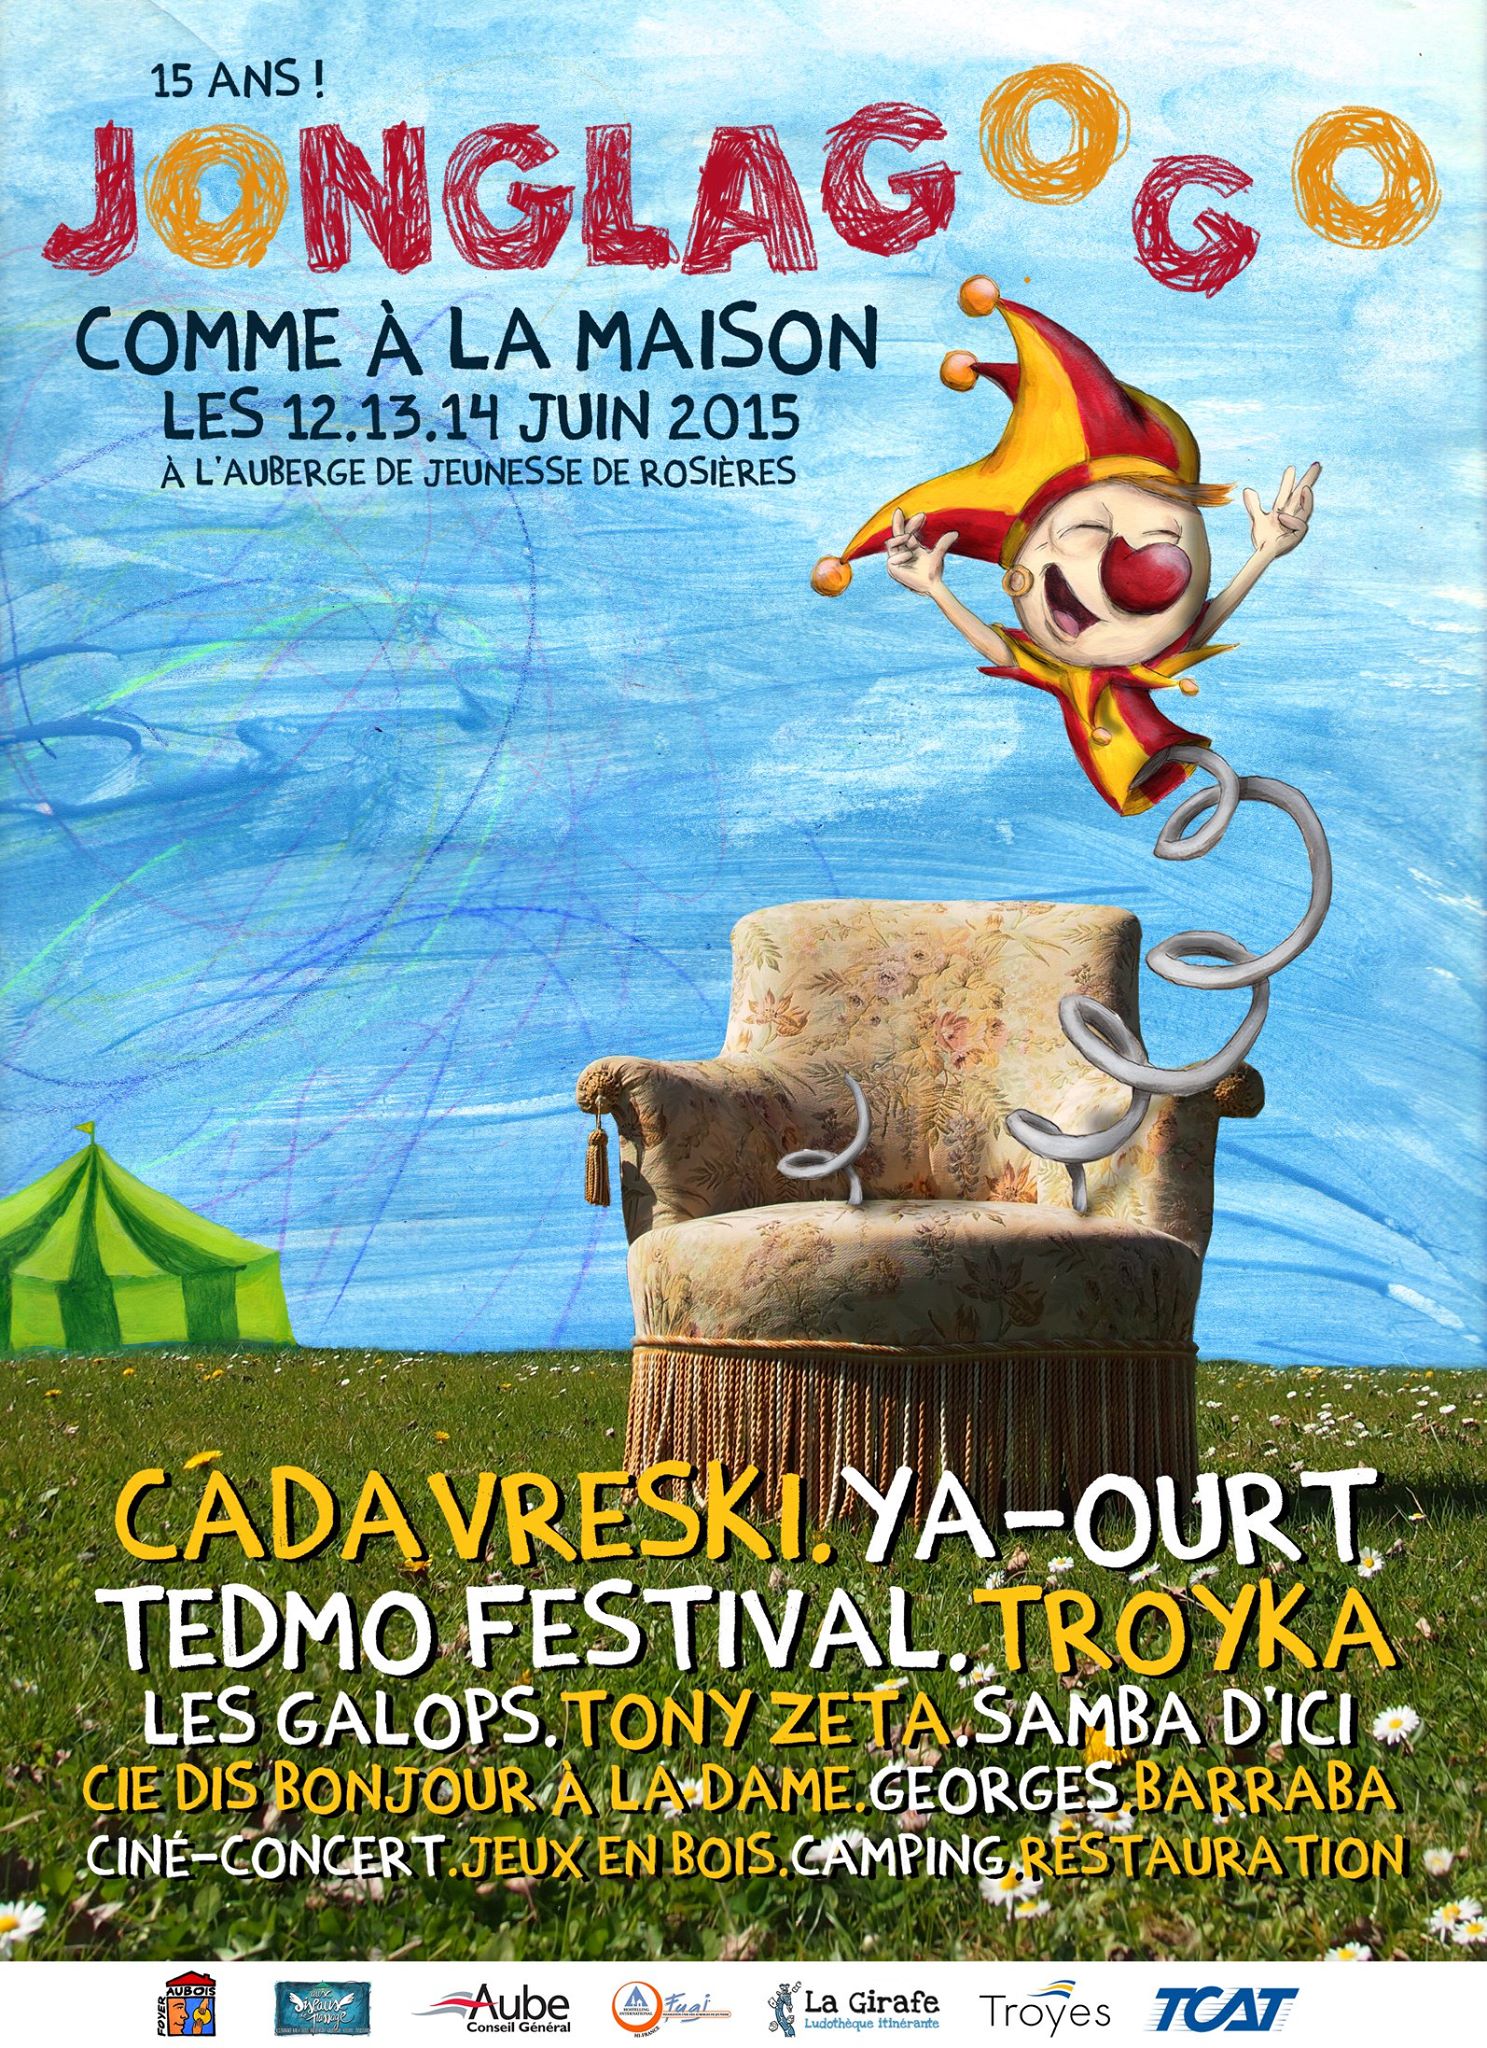 15 ANS !
JONGLAGOGO
COMME À LA MAISON
LES 12.13.14 JUIN 2015
À L'AUBERGE DE JEUNESSE DE ROSIÈRES
CADAVRESKI. YA-OURT
TEDMO FESTIVAL. TROYKA
LES GALOPS. TONY ZETA. SAMBA D'ICI
CIE DIS BONJOUR À LA DAME. GEORGES. BARRABA
CINÉ-CONCERT. JEUX EN BOIS. CAMPING. RESTAURATION
FOYER AUBOIS
Aube
Conseil Général
HOSTELLING INTERNATIONAL
Fuaj
La Girafe
Ludothèque itinérante
Troyes
TCAT